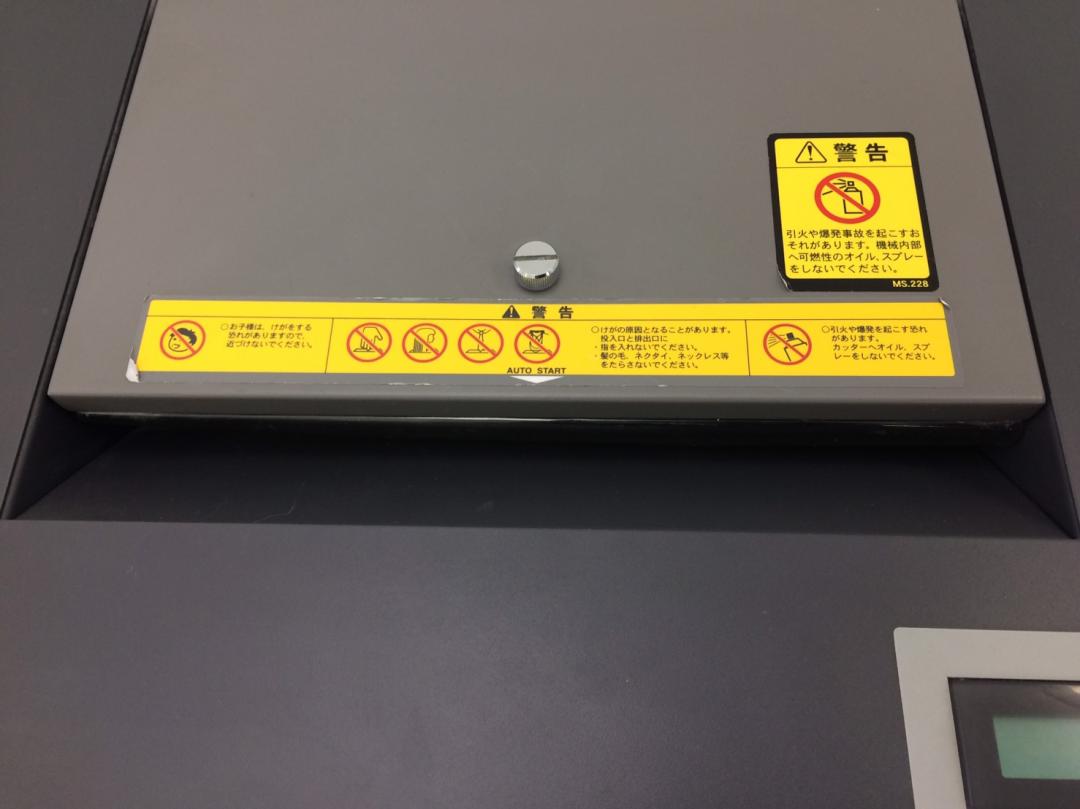 警告
引火や爆発事故を起こすお
それがあります。機械内部
へ可燃性のオイル、スプレー
をしないでください。
MS.228
警告
○お子様は、けがをする
恐れがありますので、
近づけないでください。
○けがの原因となることがあります。
投入口と排出口に
・指を入れないでください。
・髪の毛、ネクタイ、ネックレス等
をたらさないでください。
AUTO START
○引火や爆発を起こす恐れ
があります。
カッターへオイル、スプ
レーをしないでください。